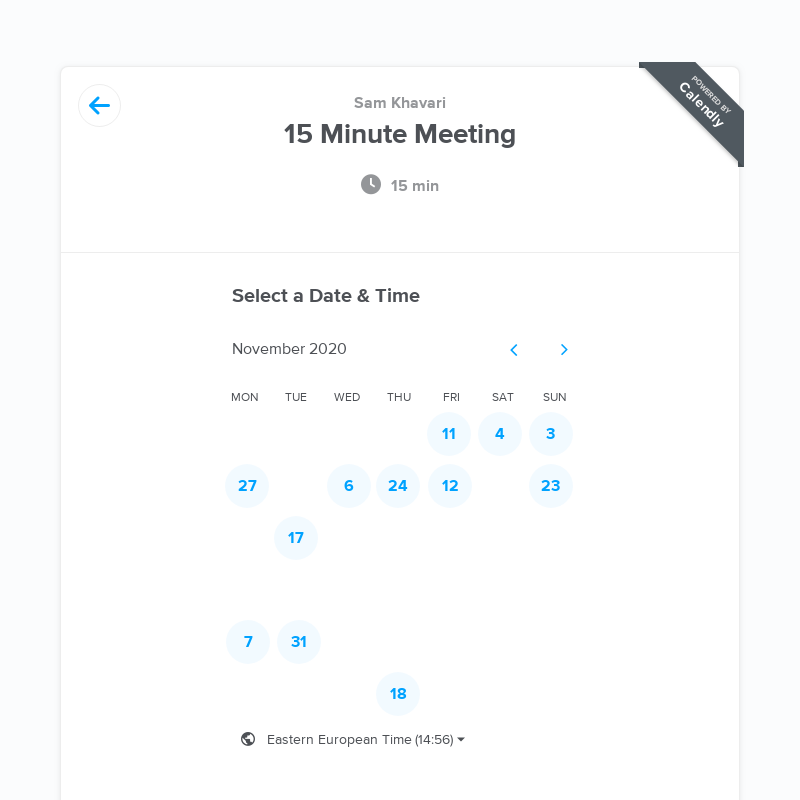 POWERED BY
Calendly
Sam Khavari
15 Minute Meeting
15 min
Select a Date & Time
November 2020
MON TUE WED THU FRI SAT SUN
11 4 3
27 6 24 12 23
17
7 31
18
Eastern European Time (14:56)